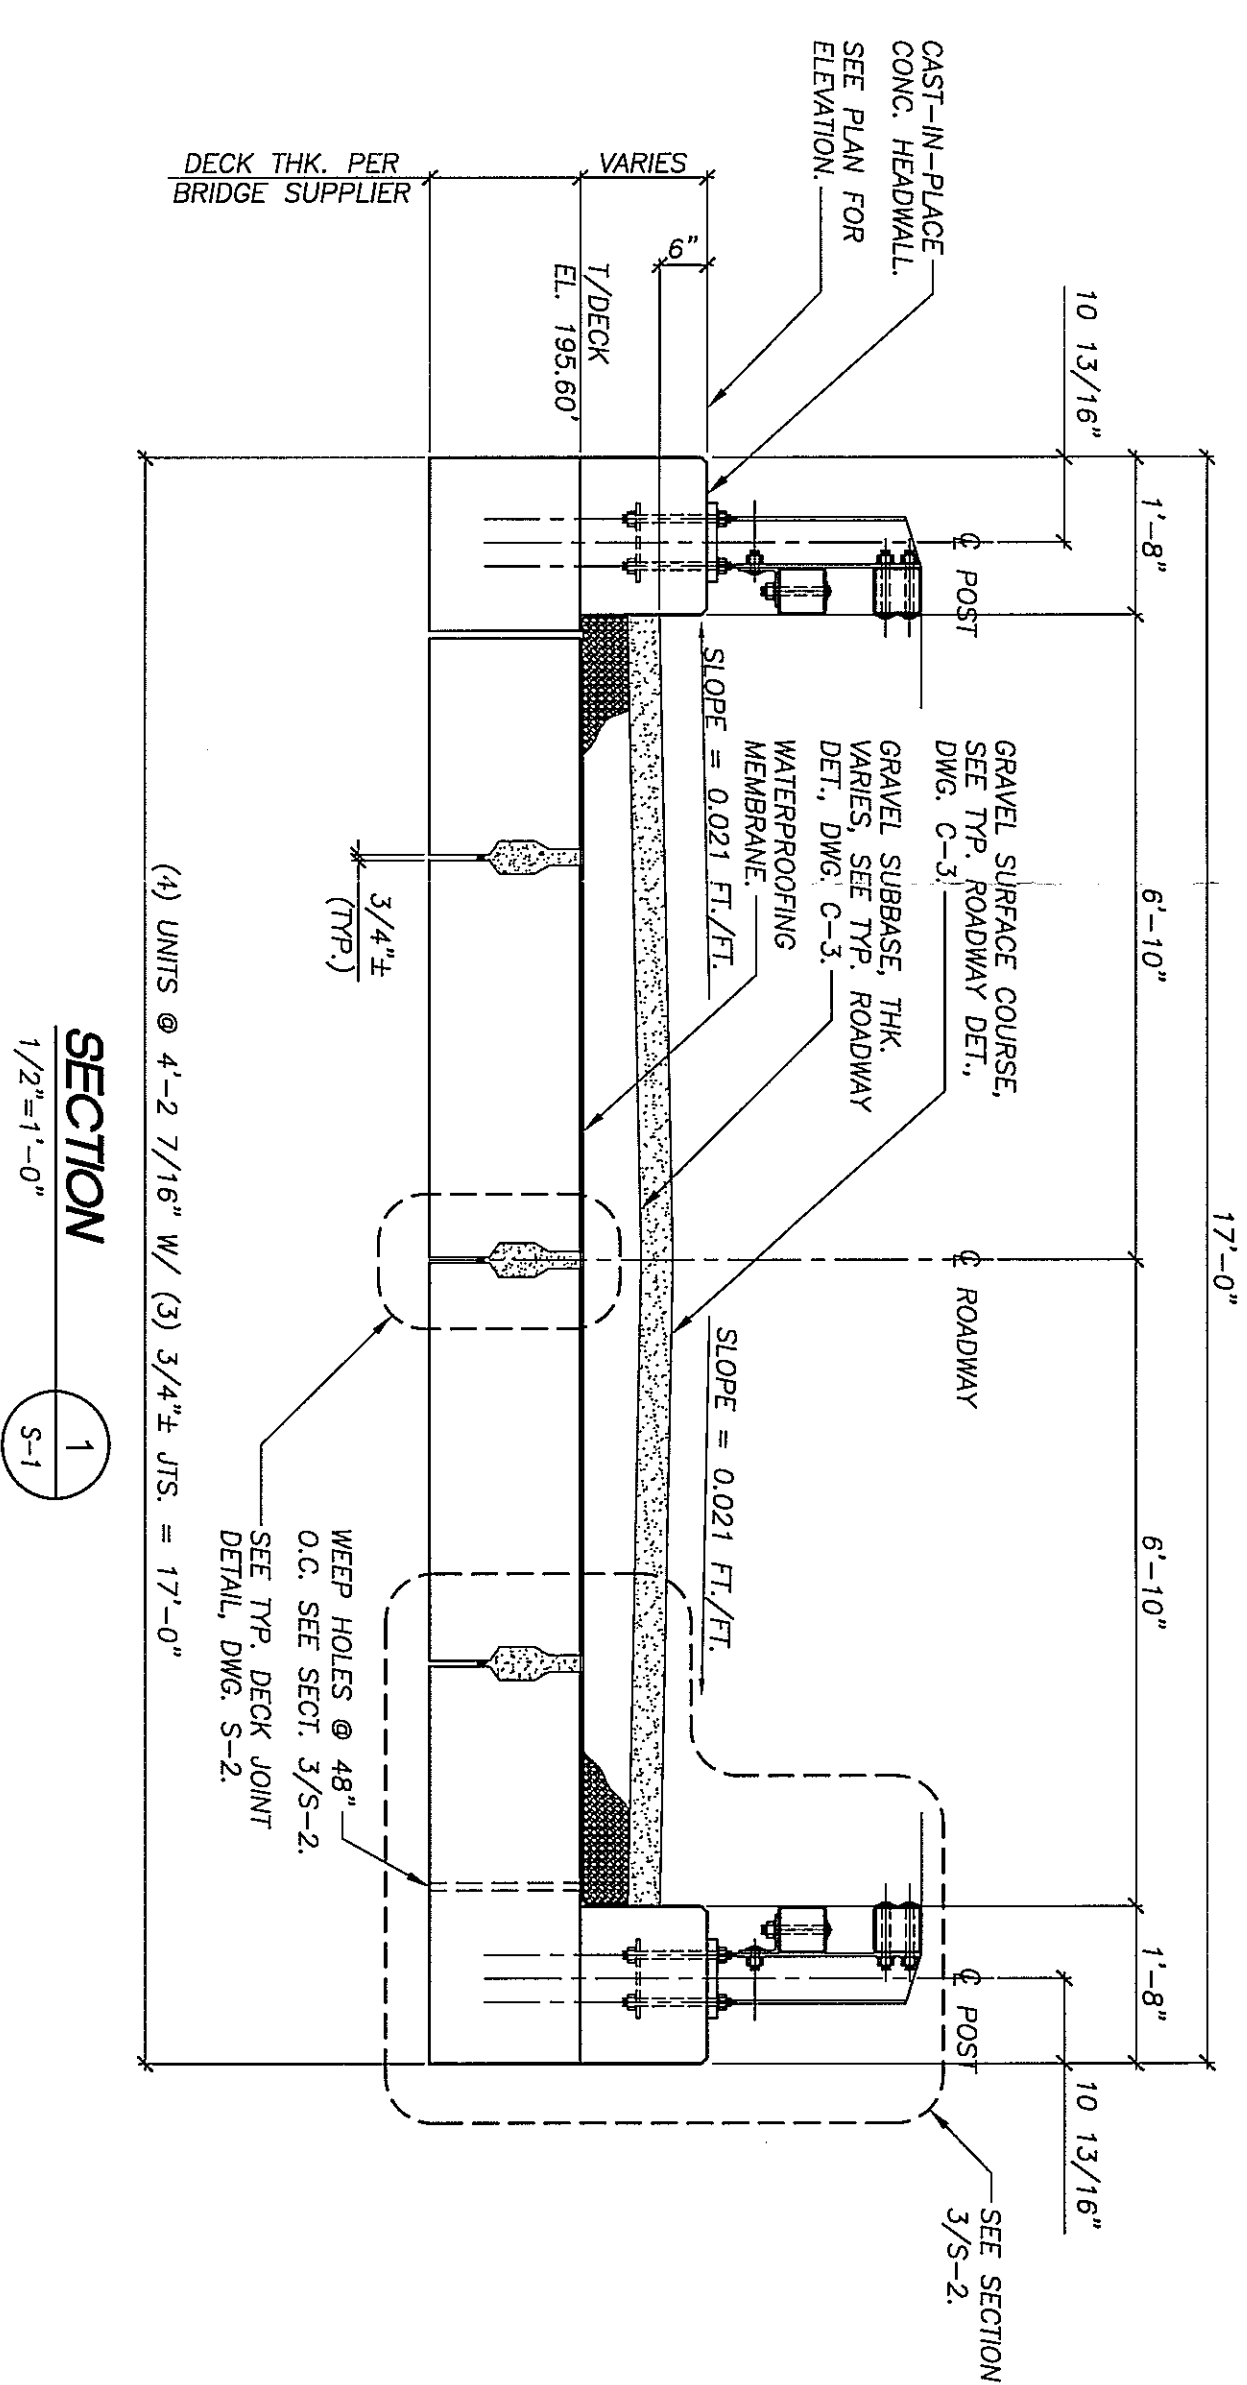 17'-0"
1'-8"
6'-10"
6'-10"
1'-8"
10 13/16"
10 13/16"
℄ POST
℄ ROADWAY
℄ POST
SEE SECTION
3/S-2.
CAST-IN-PLACE
CONC. HEADWALL.
SEE PLAN FOR
ELEVATION.
GRAVEL SURFACE COURSE,
SEE TYP. ROADWAY DET.,
DWG. C-3.
GRAVEL SUBBASE, THK.
VARIES, SEE TYP. ROADWAY
DET., DWG. C-3.
WATERPROOFING
MEMBRANE.
SLOPE = 0.021 FT./FT.
SLOPE = 0.021 FT./FT.
6"
VARIES
T/DECK
EL. 195.60'
DECK THK. PER
BRIDGE SUPPLIER
3/4"±
(TYP.)
WEEP HOLES @ 48"
O.C. SEE SECT. 3/S-2.
SEE TYP. DECK JOINT
DETAIL, DWG. S-2.
(4) UNITS @ 4'-2 7/16" W/ (3) 3/4"± JTS. = 17'-0"
SECTION
1/2"=1'-0"
1
S-1